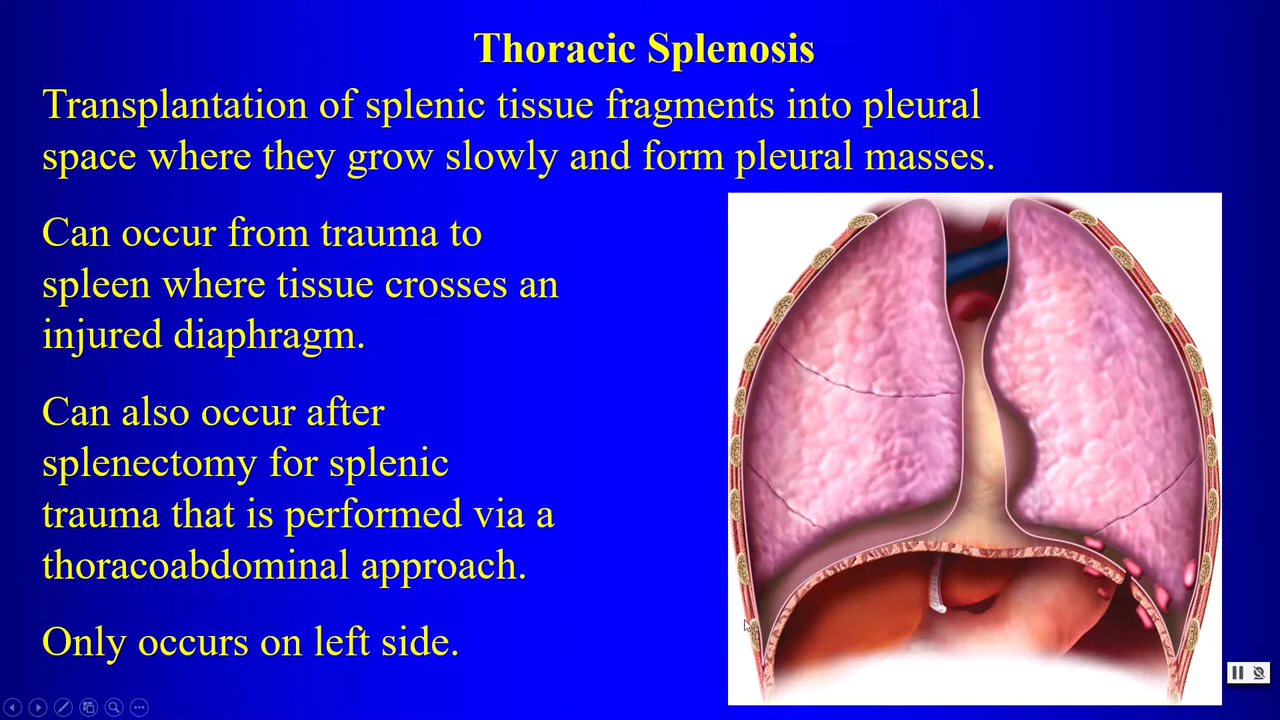 Thoracic Splenosis
Transplantation of splenic tissue fragments into pleural
space where they grow slowly and form pleural masses.
Can occur from trauma to
spleen where tissue crosses an
injured diaphragm.
Can also occur after
splenectomy for splenic
trauma that is performed via a
thoracoabdominal approach.
Only occurs on left side.